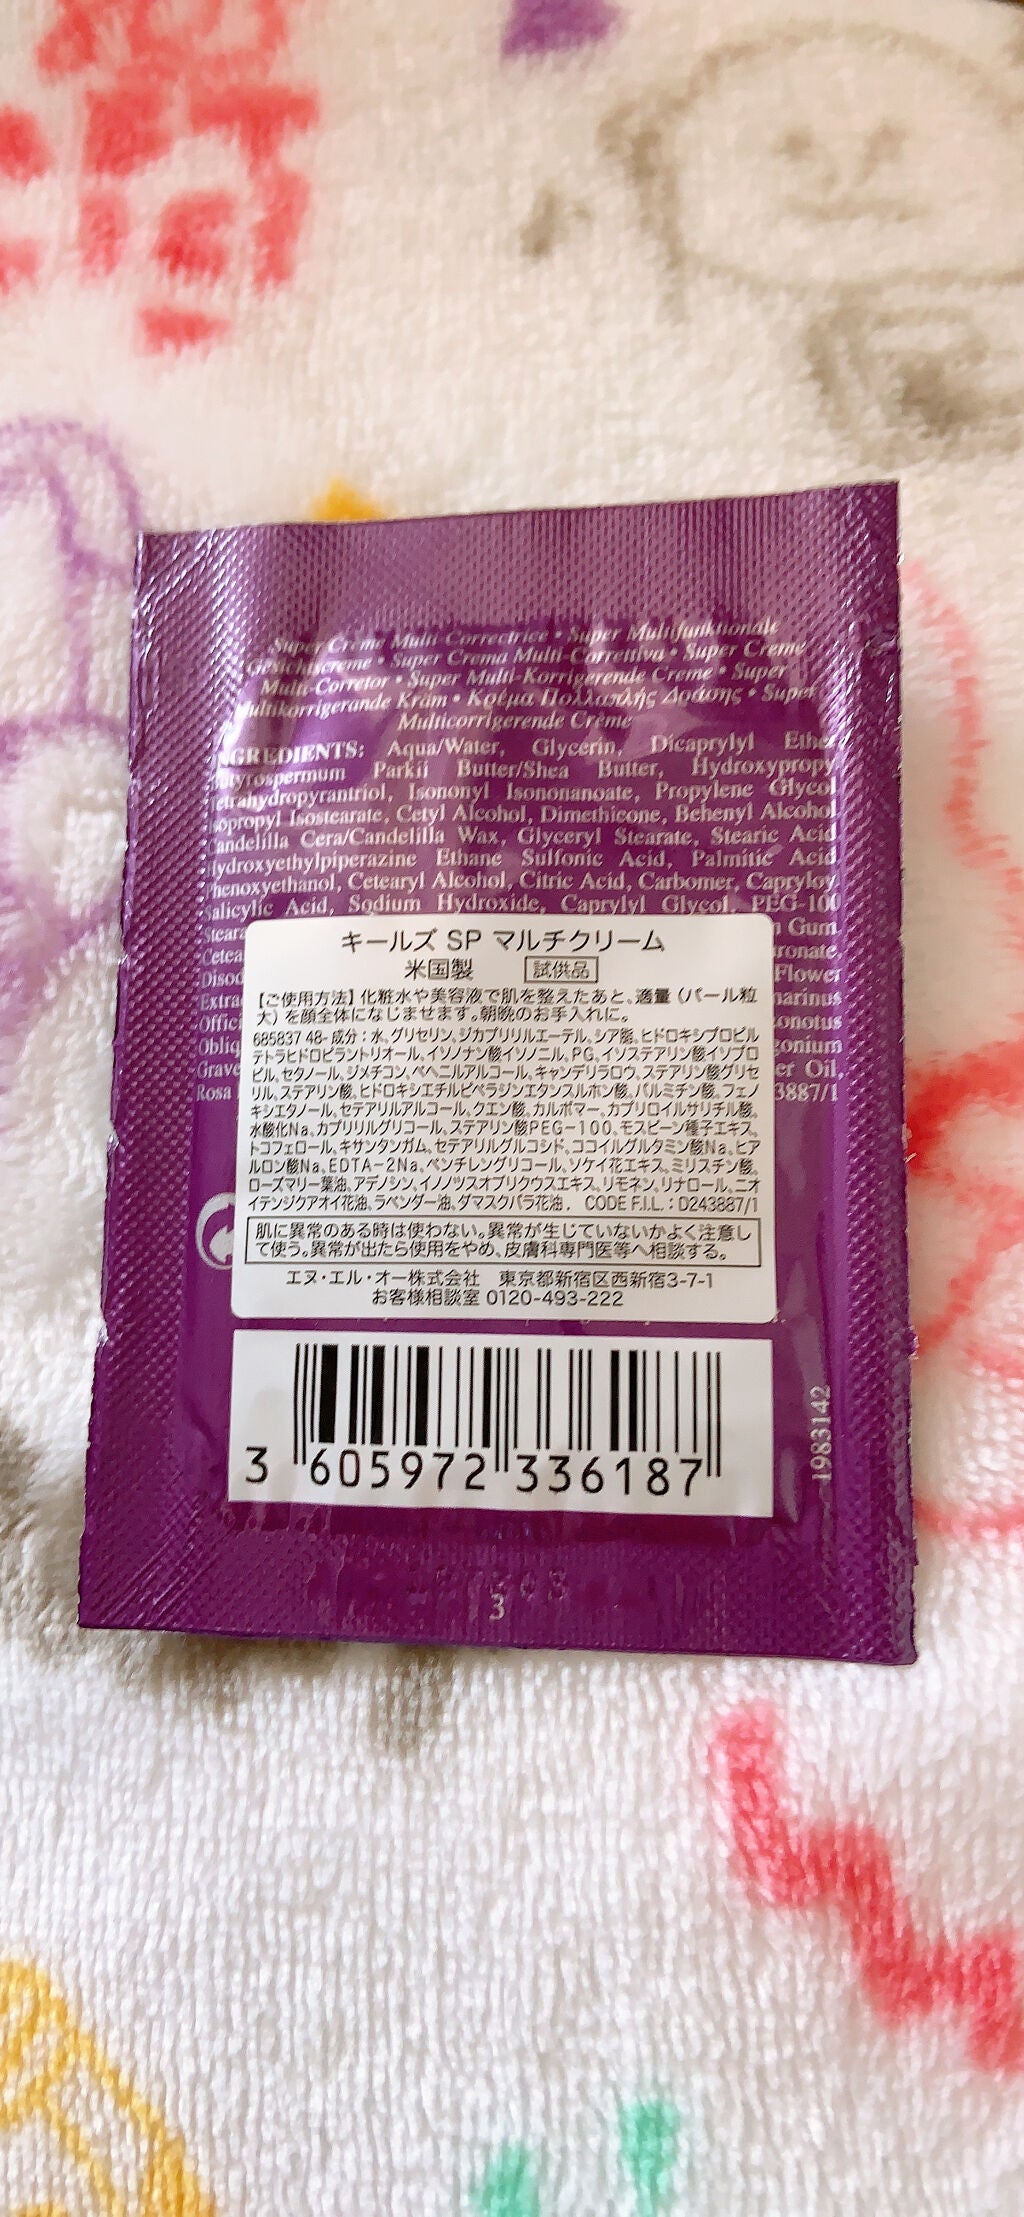 Super Crème Multi-Correctrice • Super Multifunktionale
Gesichtscreme • Super Crema Multi-Correttiva • Super Creme
Multi-Corretor • Super Multi-Korrigerende Creme • Super
Multikorrigerande Kräm • Κρέμα Πολλαπλής Δράσης • Super
Multicorrigerende Crème
INGREDIENTS: Aqua/Water, Glycerin, Dicaprylyl Ether
Butyrospermum Parkii Butter/Shea Butter, Hydroxypropy
Tetrahydropyrantriol, Isononyl Isononanoate, Propylene Glycol
Isopropyl Isostearate, Cetyl Alcohol, Dimethicone, Behenyl Alcohol
Candelilla Cera/Candelilla Wax, Glyceryl Stearate, Stearic Acid
Hydroxyethylpiperazine Ethane Sulfonic Acid, Palmitic Acid
Phenoxyethanol, Cetearyl Alcohol, Citric Acid, Carbomer, Capryloy
Salicylic Acid, Sodium Hydroxide, Caprylyl Glycol, PEG-100
Steara Gum
Cetea ronate,
Disod Flower
Extra narinus
Offici onotus
Obliq gonium
Grave er Oil,
Rosa 3887/1
キールズ SP マルチクリーム
米国製 試供品
【ご使用方法】化粧水や美容液で肌を整えたあと、適量（パール粒
大）を顔全体になじませます。朝晩のお手入れに。
685837 48- 成分：水、グリセリン、ジカプリリルエーテル、シア脂、ヒドロキシプロピル
テトラヒドロピラントリオール、イソノナン酸イソノニル、PG、イソステアリン酸イソプロ
ピル、セタノール、ジメチコン、ベヘニルアルコール、キャンデリラロウ、ステアリン酸グリセ
リル、ステアリン酸、ヒドロキシエチルピペラジンエタンスルホン酸、パルミチン酸、フェノ
キシエタノール、セテアリルアルコール、クエン酸、カルボマー、カプリロイルサリチル酸、
水酸化Na、カプリリルグリコール、ステアリン酸PEG-100、モスビーン種子エキス、
トコフェロール、キサンタンガム、セテアリルグルコシド、ココイルグルタミン酸Na、ヒア
ルロン酸Na、EDTA-2Na、ペンチレングリコール、ソケイ花エキス、ミリスチン酸、
ローズマリー葉油、アデノシン、イノノツスオブリクウスエキス、リモネン、リナロール、ニオ
イテンジクアオイ花油、ラベンダー油、ダマスクバラ花油. CODE F.I.L. : D243887/1
肌に異常のある時は使わない。異常が生じていないかよく注意し
て使う。異常が出たら使用をやめ、皮膚科専門医等へ相談する。
エヌ・エル・オー株式会社 東京都新宿区西新宿3-7-1
お客様相談室 0120-493-222
3 605972 336187
1983142
3